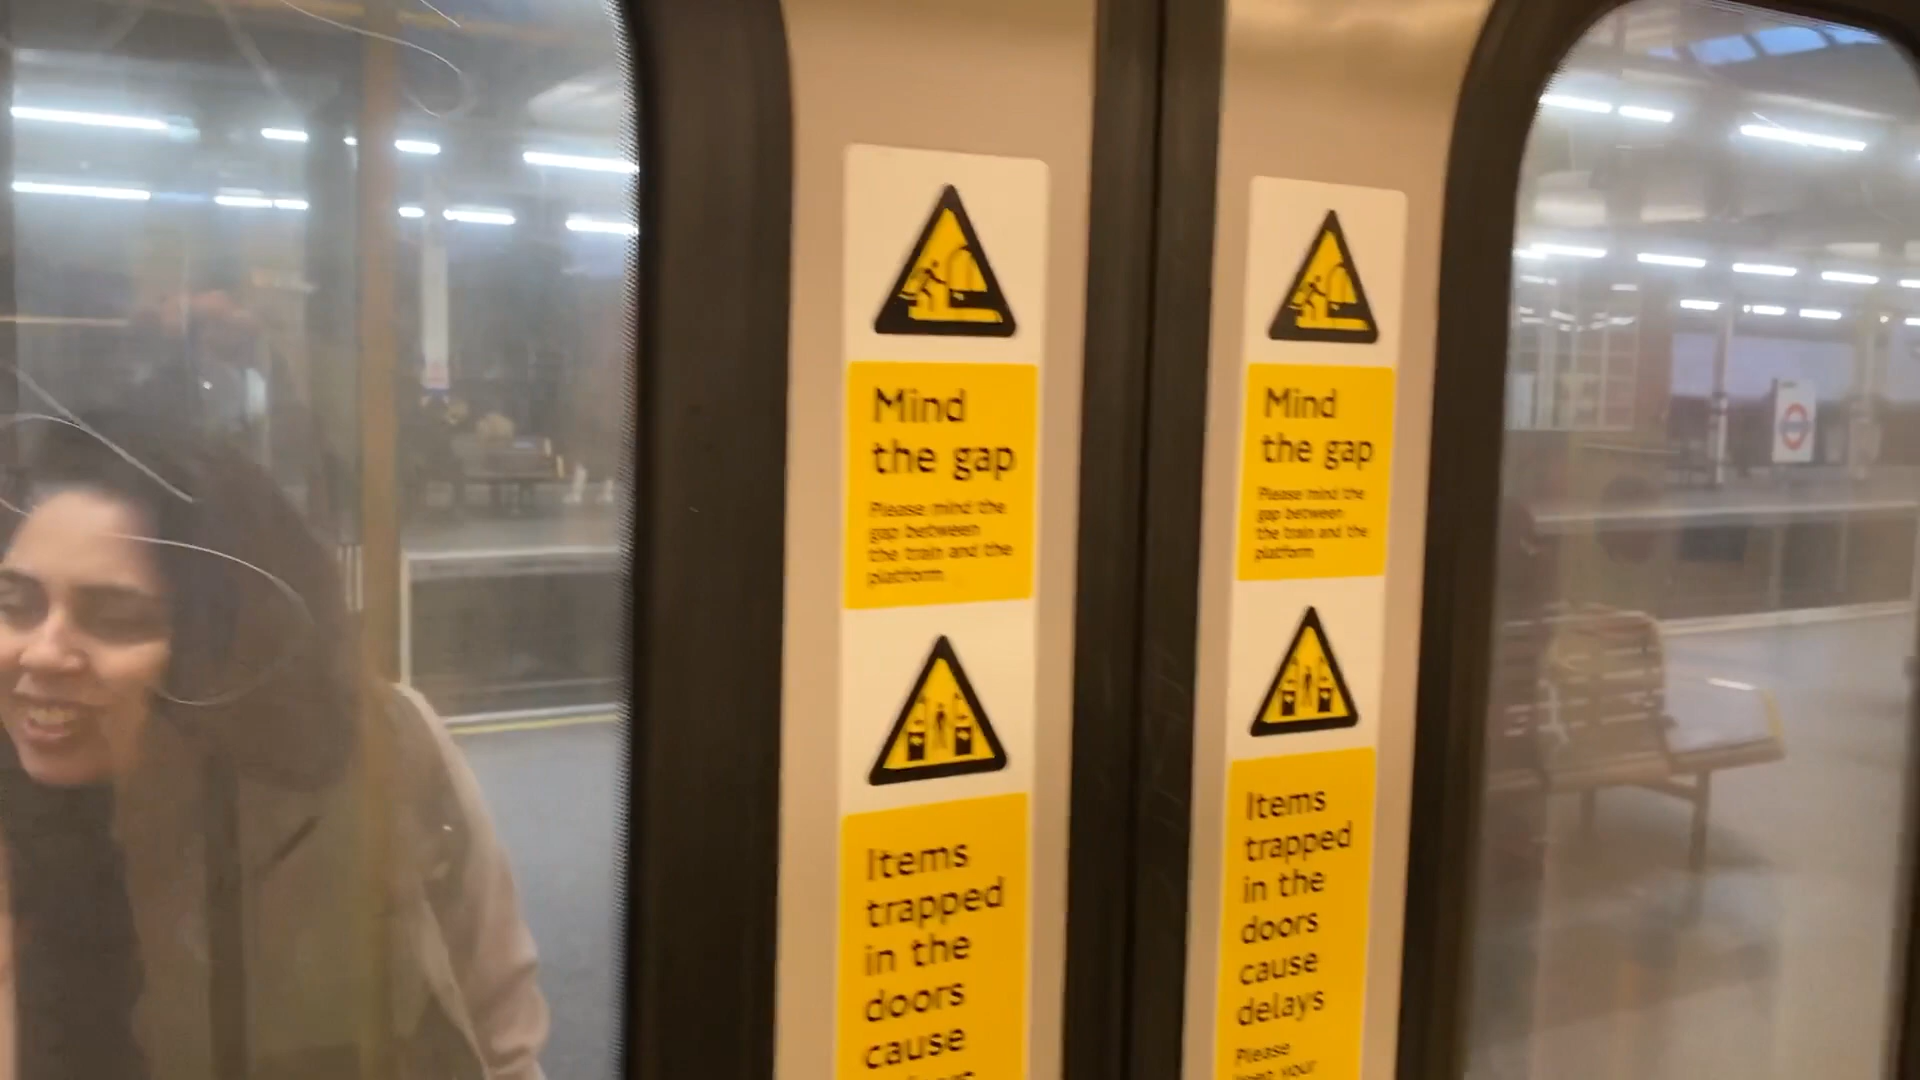 Mind
the gap
Please mind the
gap between
the train and the
platform
Items
trapped
in the
doors
cause
Mind
the gap
Please mind the
gap between
the train and the
platform
Items
trapped
in the
doors
cause
delays
Please
your